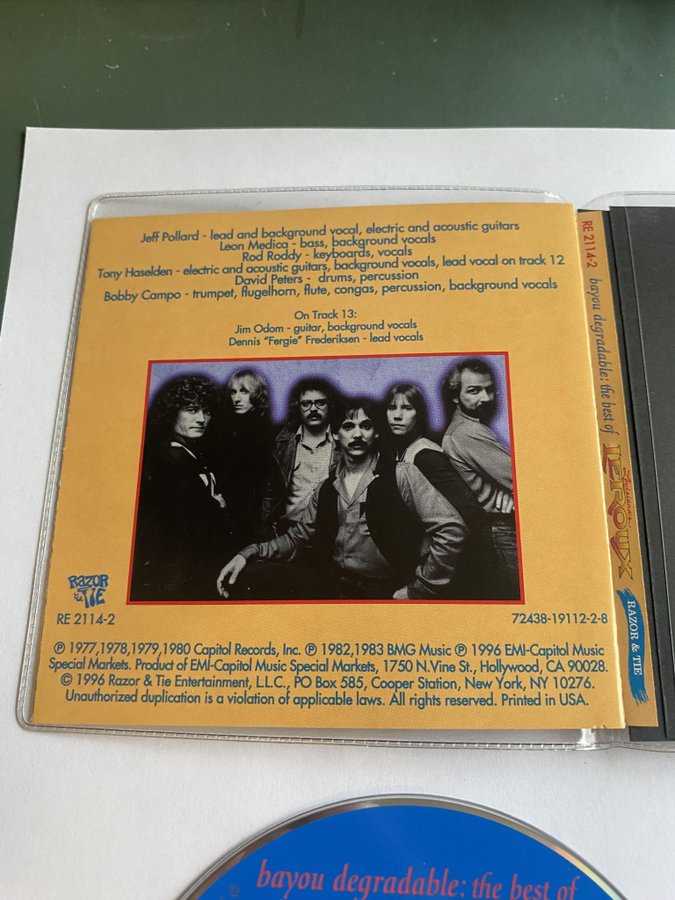 Jeff Pollard - lead and background vocal, electric and acoustic guitars
Leon Medica - bass, background vocals
Rod Roddy - keyboards, vocals
Tony Haselden - electric and acoustic guitars, background vocals, lead vocal on track 12
David Peters - drums, percussion
Bobby Campo - trumpet, flugelhorn, flute, congas, percussion, background vocals
On Track 13:
Jim Odom - guitar, background vocals
Dennis "Fergie" Frederiksen - lead vocals
RAZOR & TIE
RE 2114-2
72438-19112-2-8
℗ 1977,1978,1979,1980 Capitol Records, Inc. ℗ 1982,1983 BMG Music ℗ 1996 EMI-Capitol Music
Special Markets. Product of EMI-Capitol Music Special Markets, 1750 N.Vine St., Hollywood, CA 90028.
© 1996 Razor & Tie Entertainment, L.L.C., PO Box 585, Cooper Station, New York, NY 10276.
Unauthorized duplication is a violation of applicable laws. All rights reserved. Printed in USA.
RE 2114-2 bayou degradable: the best of Louisiana's LEROUX RAZOR & TIE
bayou degradable: the best of